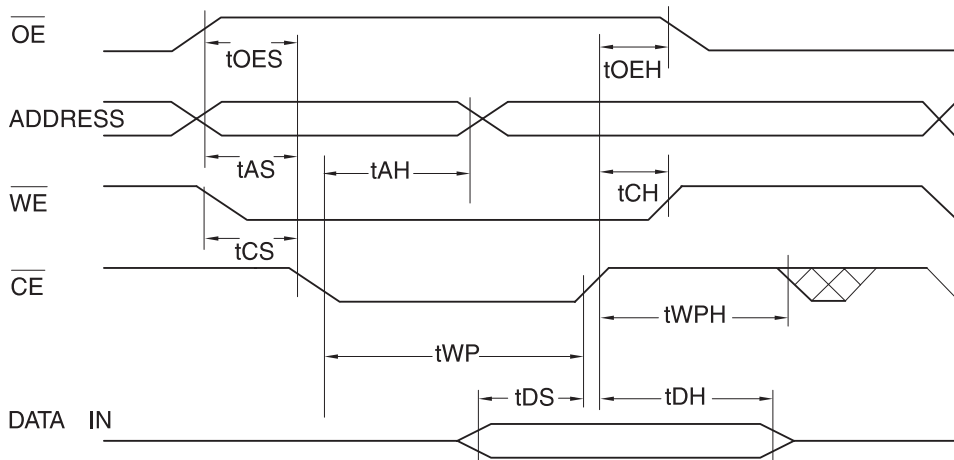 OE
tOES
tOEH
ADDRESS
tAS
tAH
tCH
WE
tCS
CE
tWPH
tWP
tDS
tDH
DATA IN